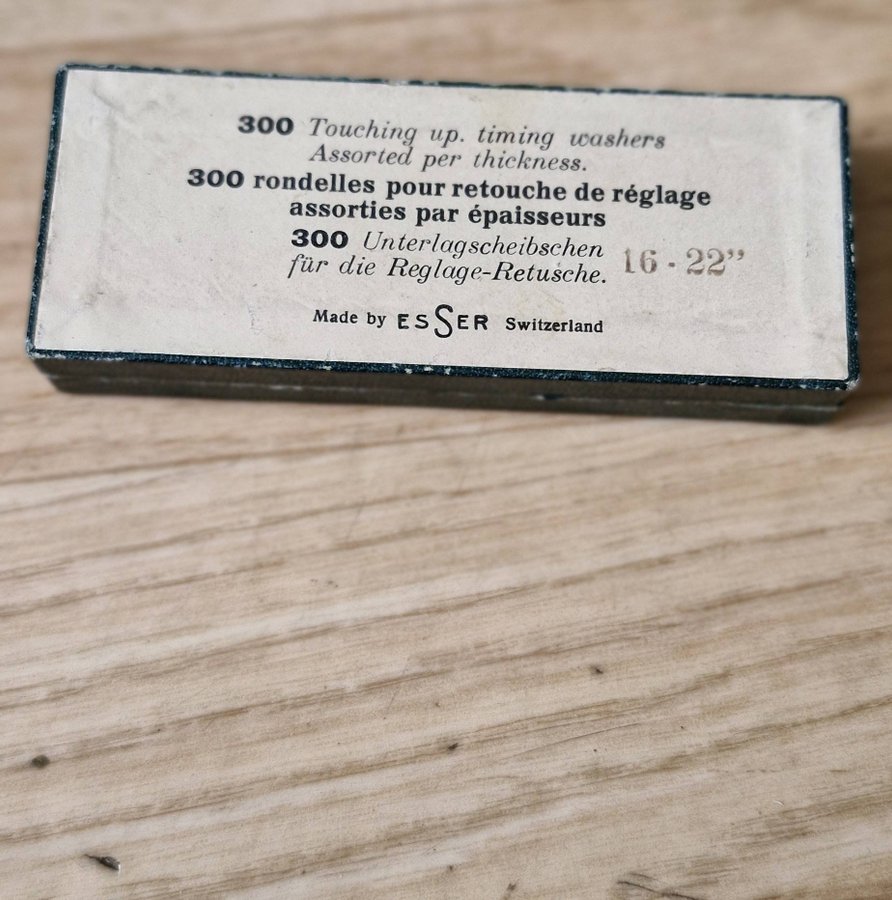 300 Touching up. timing washers
Assorted per thickness.
300 rondelles pour retouche de réglage
assorties par épaisseurs
300 Unterlagscheibschen
für die Reglage-Retusche. 16 - 22”
Made by ESSER Switzerland